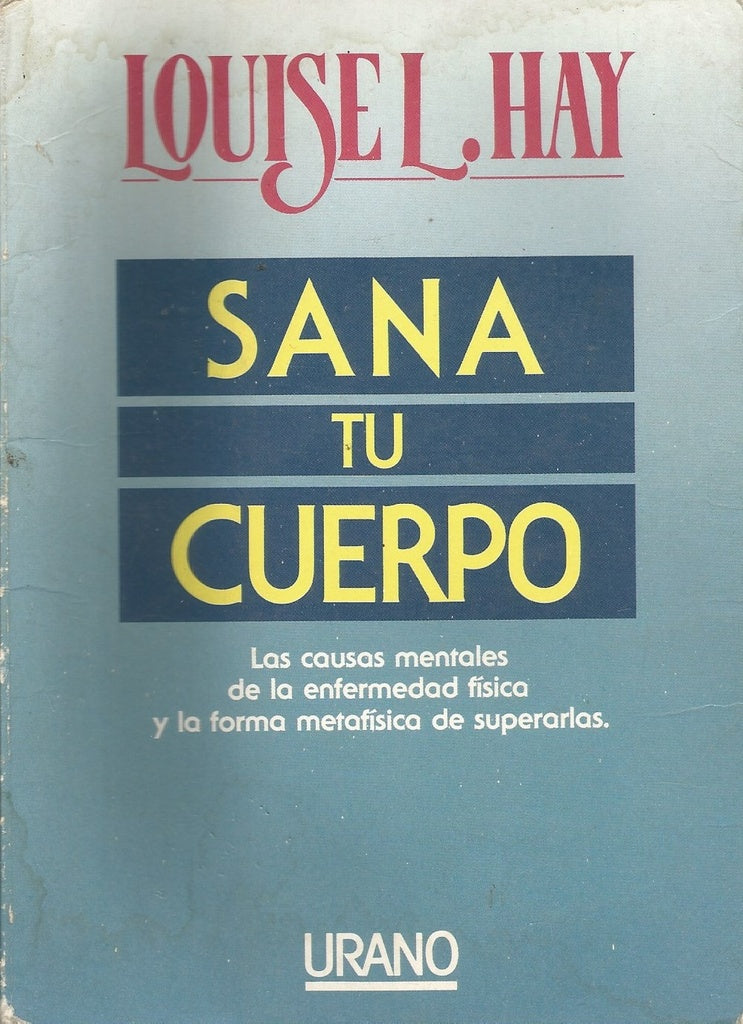 LOUISE L. HAY
SANA
TU
CUERPO
Las causas mentales
de la enfermedad física
y la forma metafísica de superarlas.
URANO